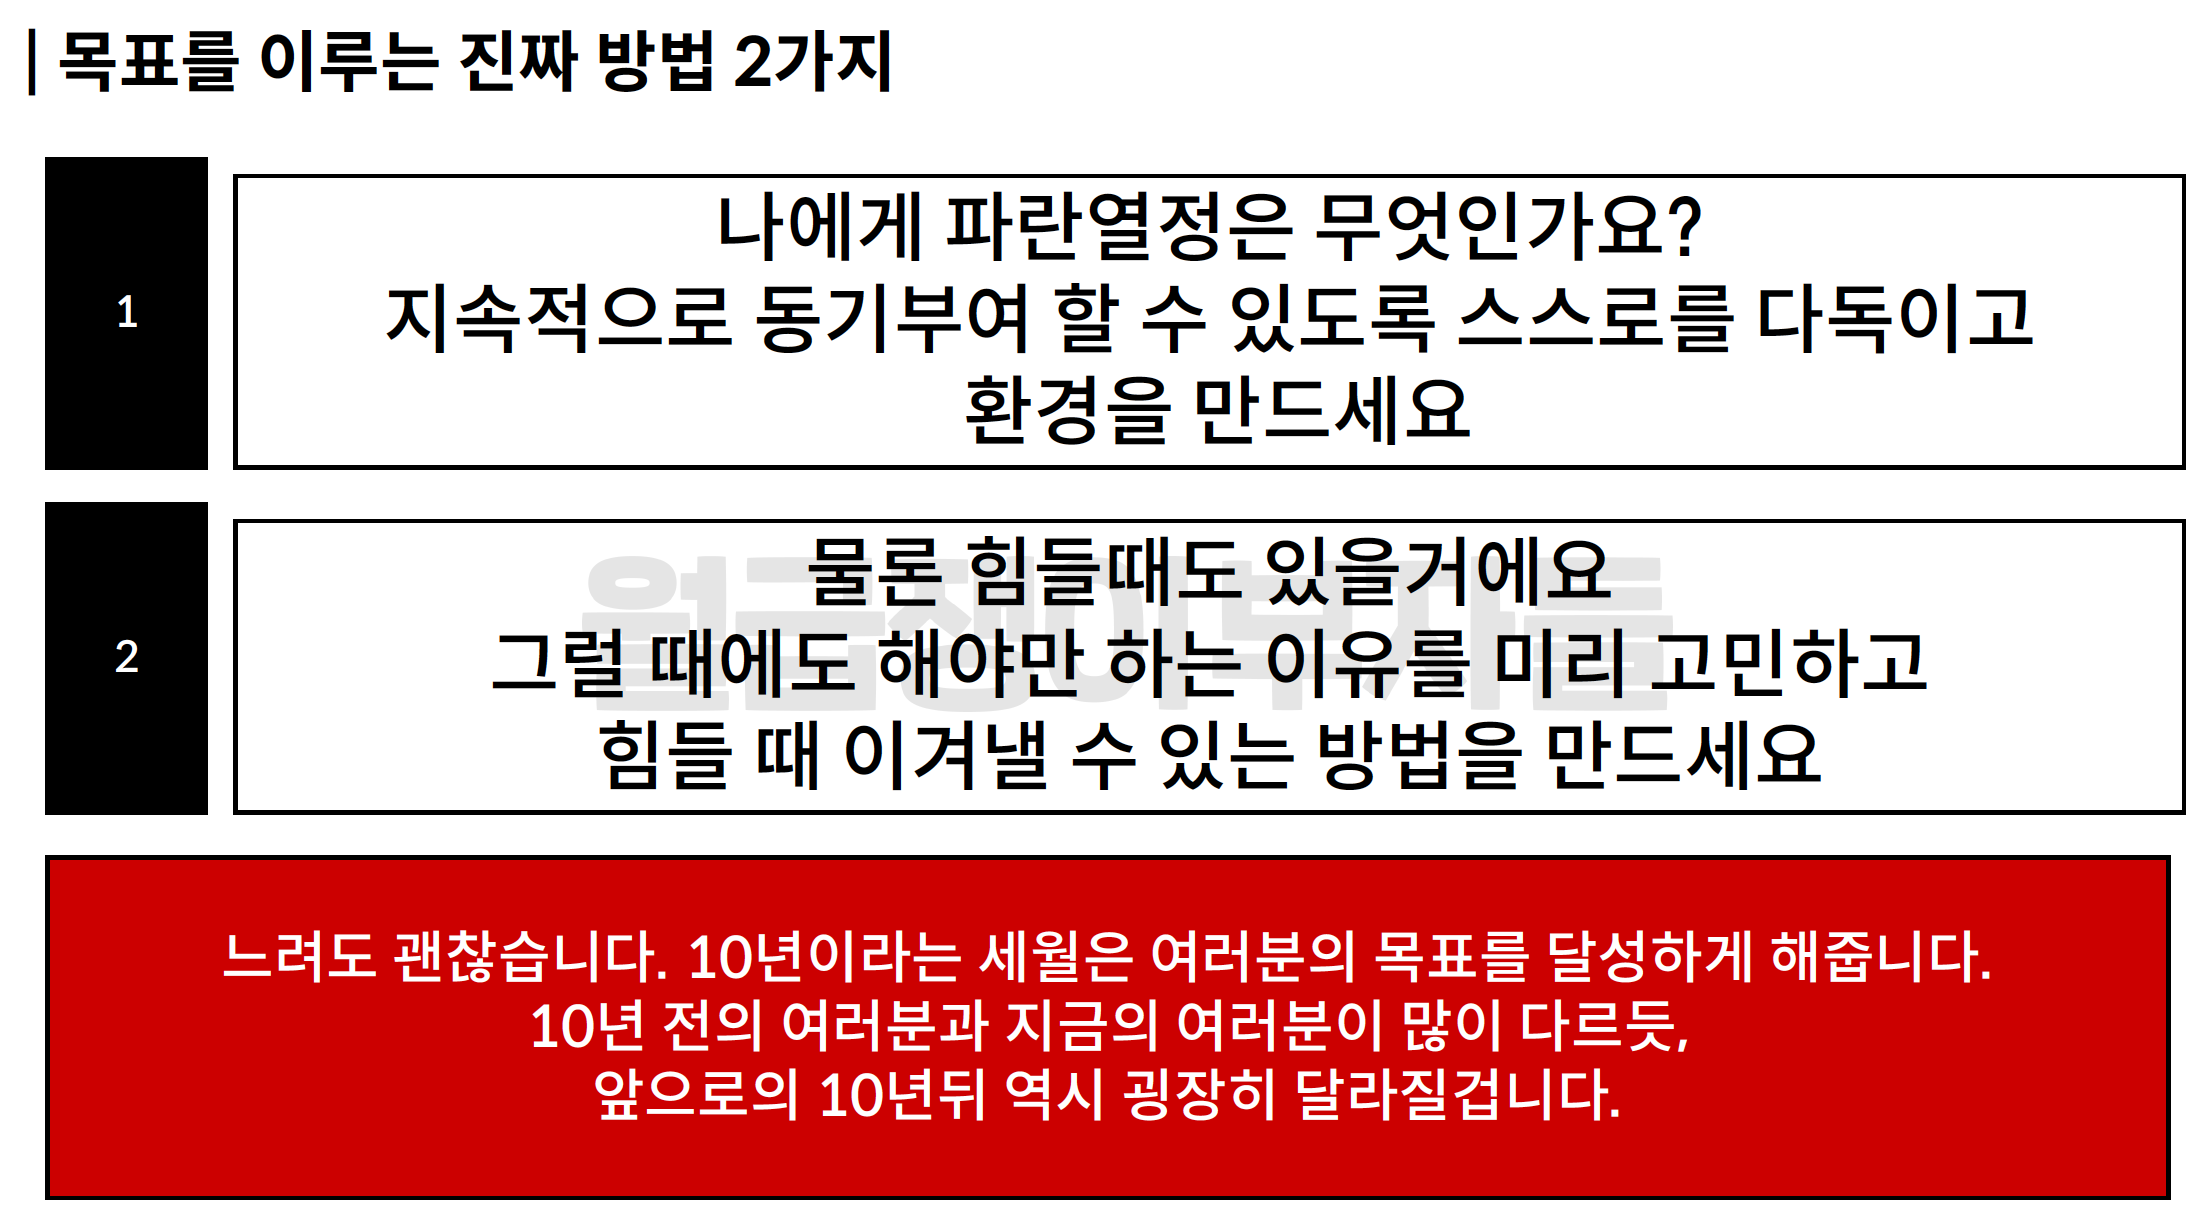 | 목표를 이루는 진짜 방법 2가지
1
나에게 파란열정은 무엇인가요?
지속적으로 동기부여 할 수 있도록 스스로를 다독이고
환경을 만드세요
2
월급쟁이부자들
물론 힘들때도 있을거에요
그럴 때에도 해야만 하는 이유를 미리 고민하고
힘들 때 이겨낼 수 있는 방법을 만드세요
느려도 괜찮습니다. 10년이라는 세월은 여러분의 목표를 달성하게 해줍니다.
10년 전의 여러분과 지금의 여러분이 많이 다르듯,
앞으로의 10년뒤 역시 굉장히 달라질겁니다.